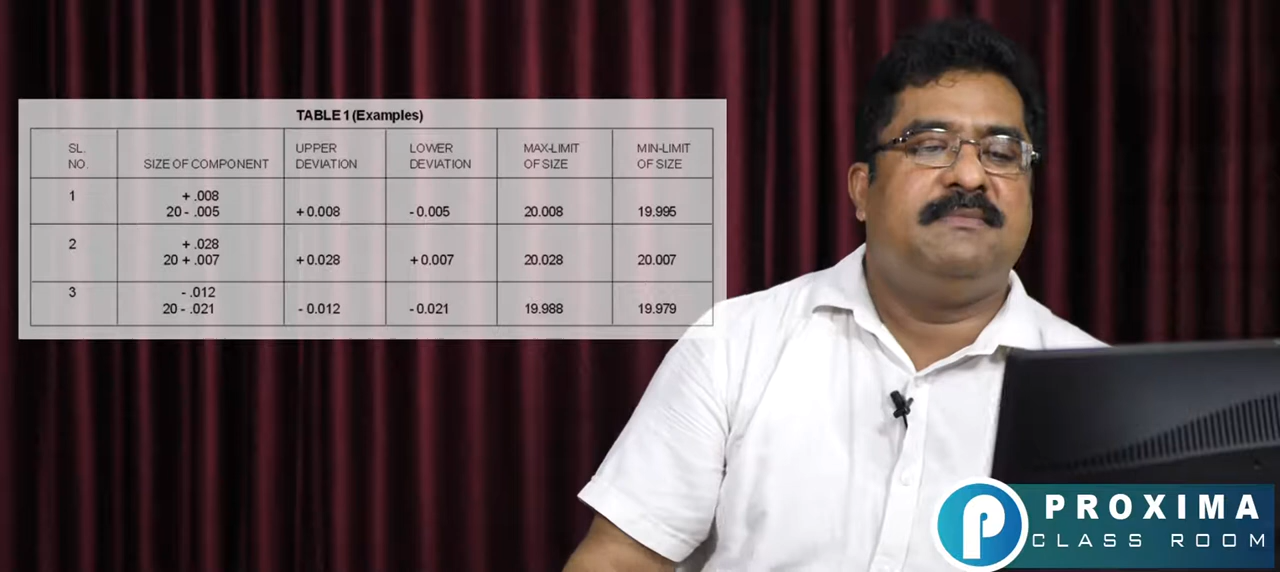 TABLE 1 (Examples)
SL. NO. SIZE OF COMPONENT UPPER DEVIATION LOWER DEVIATION MAX-LIMIT OF SIZE MIN-LIMIT OF SIZE
1 + .008
20 - .005 + 0.008 - 0.005 20.008 19.995
2 + .028
20 + .007 + 0.028 + 0.007 20.028 20.007
3 - .012
20 - .021 - 0.012 - 0.021 19.988 19.979
P PROXIMA
CLASS ROOM